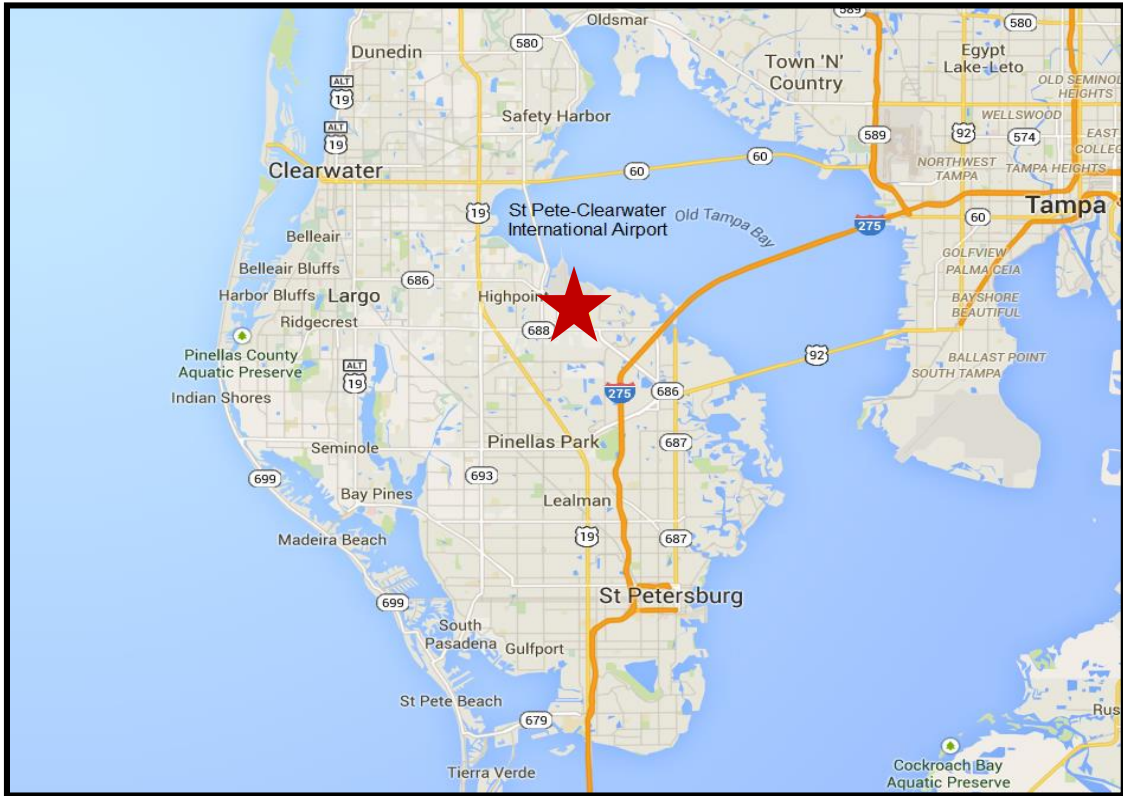 589
Oldsmar
580
580
Dunedin
Egypt
Lake-Leto
Town 'N'
Country
ALT
19
OLD SEMINOL
HEIGHTS
WELLSWOOD
Safety Harbor
ALT
19
589
92
574
EAST
COLLEG
60
60
NORTHWEST
TAMPA
TAMPA HEIGHTS
Clearwater
19
St Pete-Clearwater
International Airport
Old Tampa Bay
275
60
Tampa
Belleair
GOLFVIEW
PALMA CEIA
Belleair Bluffs
686
Harbor Bluffs
Largo
Highpoint
BAYSHORE
BEAUTIFUL
Ridgecrest
688
Pinellas County
Aquatic Preserve
ALT
19
92
BALLAST POINT
SOUTH TAMPA
Indian Shores
275
686
Seminole
Pinellas Park
687
699
693
Bay Pines
Lealman
Madeira Beach
19
687
699
St Petersburg
South
Pasadena
Gulfport
St Pete Beach
679
Rus
Tierra Verde
Cockroach Bay
Aquatic Preserve